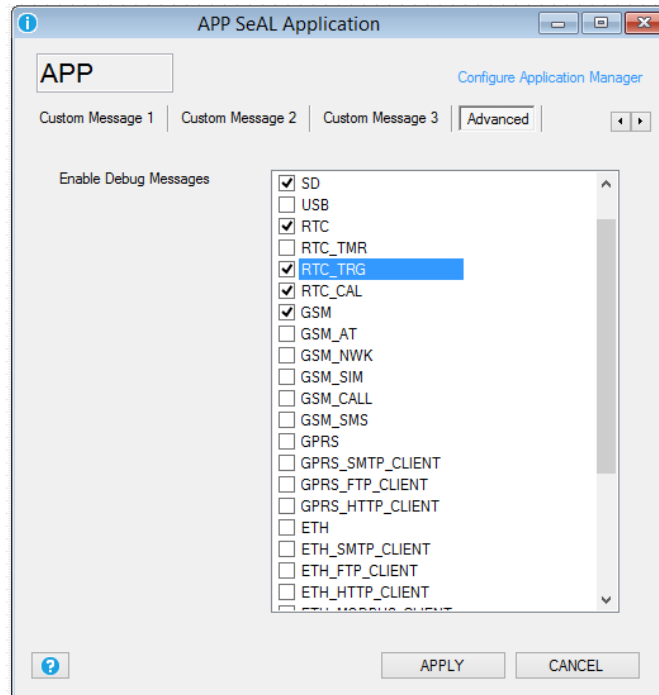 APP SeAL Application
APP
Configure Application Manager
Custom Message 1 Custom Message 2 Custom Message 3 Advanced
Enable Debug Messages
SD
USB
RTC
RTC_TMR
RTC_TRG
RTC_CAL
GSM
GSM_AT
GSM_NWK
GSM_SIM
GSM_CALL
GSM_SMS
GPRS
GPRS_SMTP_CLIENT
GPRS_FTP_CLIENT
GPRS_HTTP_CLIENT
ETH
ETH_SMTP_CLIENT
ETH_FTP_CLIENT
ETH_HTTP_CLIENT
ETH_MODBUS_CLIENT
APPLY CANCEL